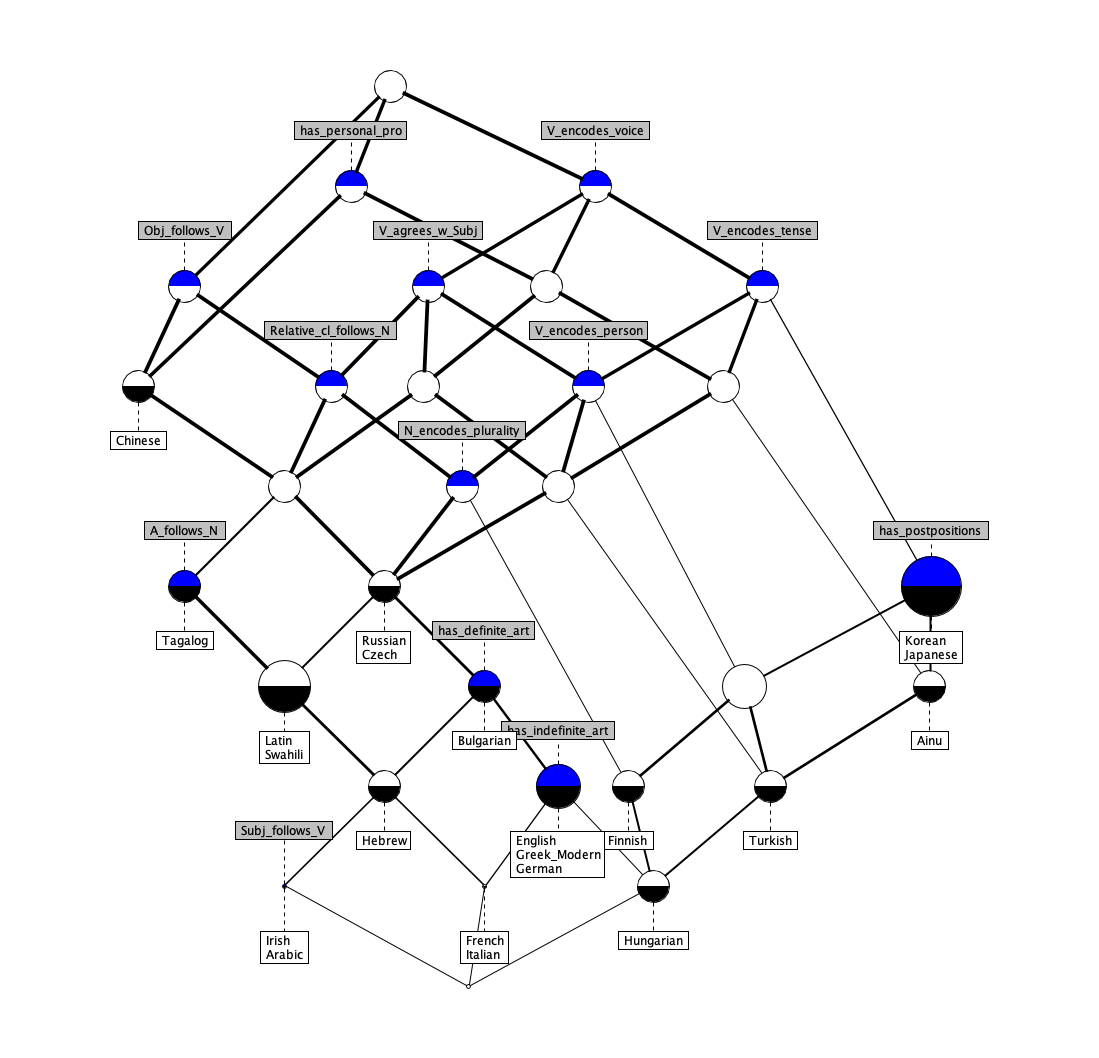 has_personal_pro
V_encodes_voice
Obj_follows_V
V_agrees_w_Subj
V_encodes_tense
Relative_cl_follows_N
V_encodes_person
Chinese
N_encodes_plurality
A_follows_N
has_postpositions
Tagalog
Russian
Czech
has_definite_art
Korean
Japanese
Latin
Swahili
Bulgarian
has_indefinite_art
Ainu
Subj_follows_V
Hebrew
English
Greek_Modern
German
Finnish
Turkish
Irish
Arabic
French
Italian
Hungarian